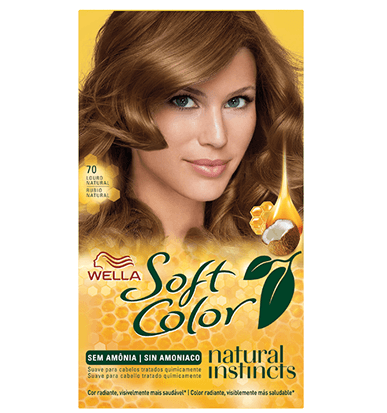 70
LOURO
NATURAL
RUBIO
NATURAL
WELLA
Soft
Color
SEM AMÔNIA | SIN AMONIACO
Suave para cabelos tratados quimicamente
Suave para cabello tratado químicamente
natural
instincts
Cor radiante, visivelmente mais saudável* | Color radiante, visiblemente más saludable*